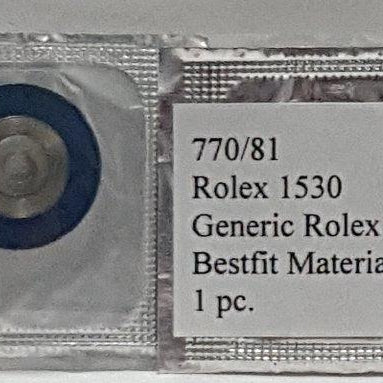 770/81
Rolex 1530
Generic Rolex
Bestfit Materia
1 pc.